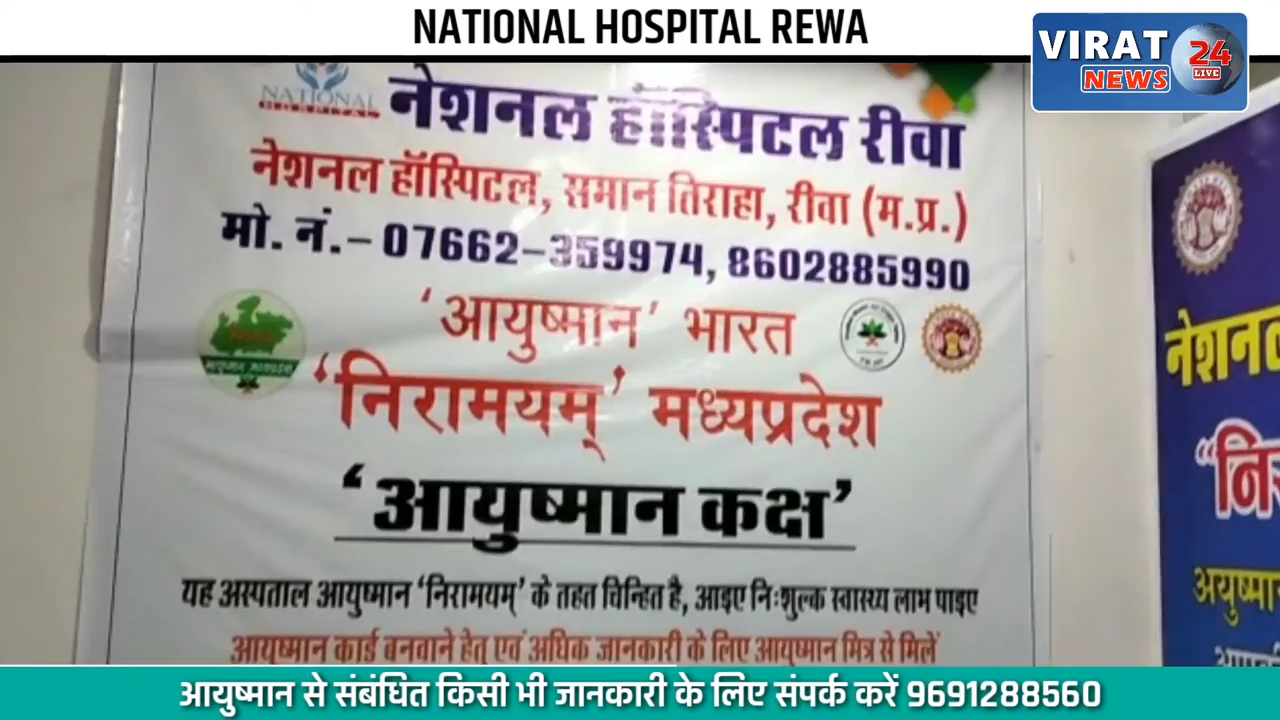 NATIONAL HOSPITAL REWA
VIRAT 24
NEWS LIVE
NATIONAL
HOSPITAL
नेशनल हॉस्पिटल रीवा
नेशनल हॉस्पिटल, समान तिराहा, रीवा (म.प्र.)
मो. नं.– 07662–359974, 8602885990
‘आयुष्मान’ भारत
‘निरामयम्’ मध्यप्रदेश
‘आयुष्मान कक्ष’
यह अस्पताल आयुष्मान ‘निरामयम्’ के तहत चिन्हित है, आइए निःशुल्क स्वास्थ्य लाभ पाइए
आयुष्मान कार्ड बनवाने हेतु एवं अधिक जानकारी के लिए आयुष्मान मित्र से मिलें
आयुष्मान से संबंधित किसी भी जानकारी के लिए संपर्क करें 9691288560